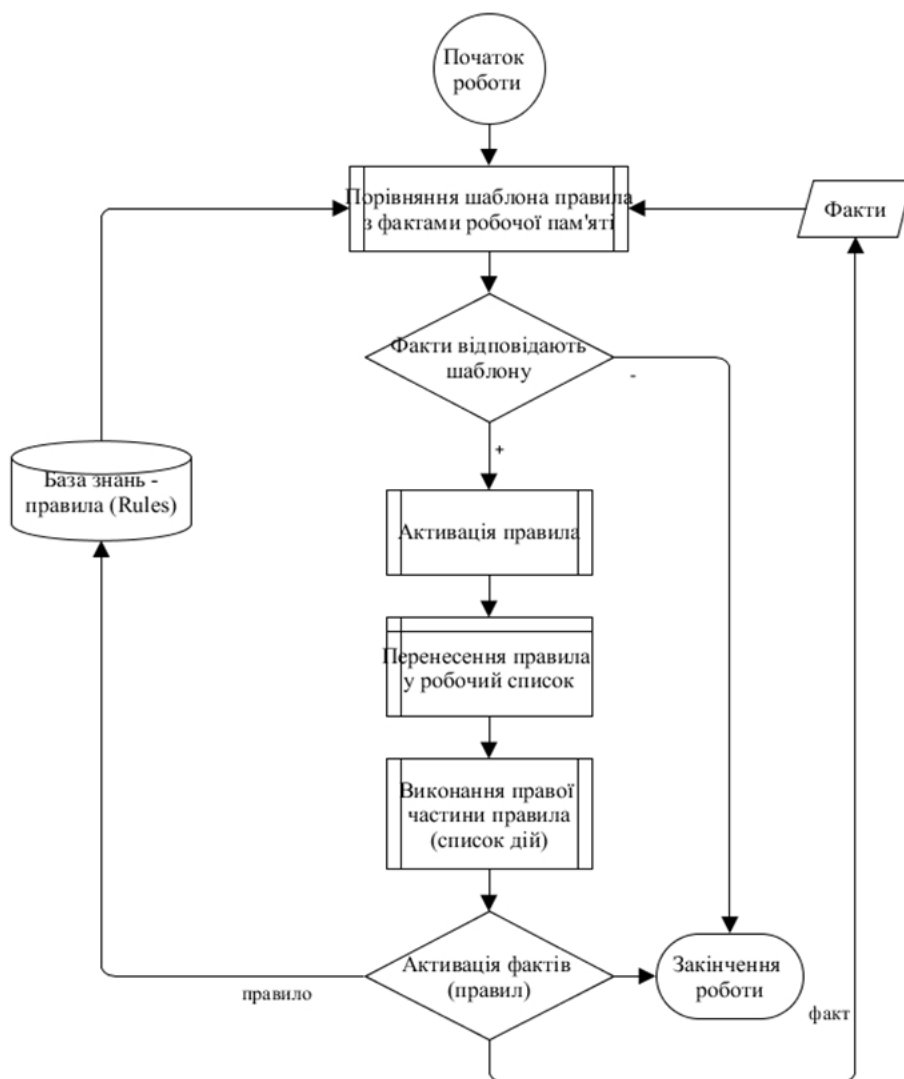 Початок
роботи
Порівняння шаблона правила
з фактами робочої пам'яті
Факти
Факти відповідають
шаблону
-
+
База знань -
правила (Rules)
Активація правила
Перенесення правила
у робочий список
Виконання правої
частини правила
(список дій)
Активація фактів
(правил)
Закінчення
роботи
правило
факт